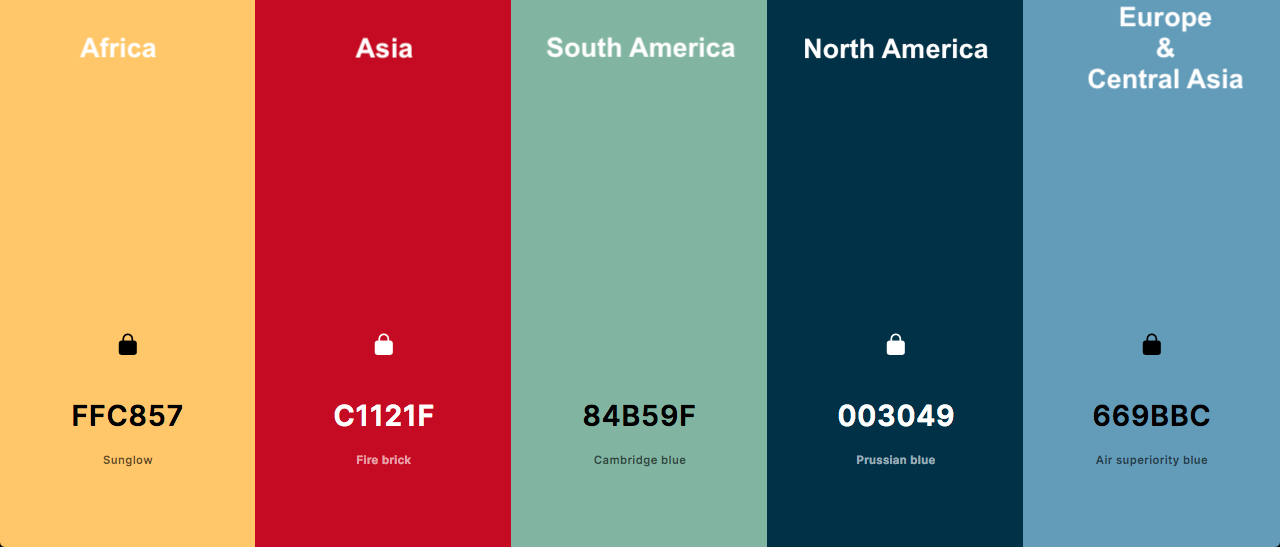 Africa
Asia
South America
North America
Europe
&
Central Asia
FFC857
C1121F
84B59F
003049
669BBC
Sunglow
Fire brick
Cambridge blue
Prussian blue
Air superiority blue